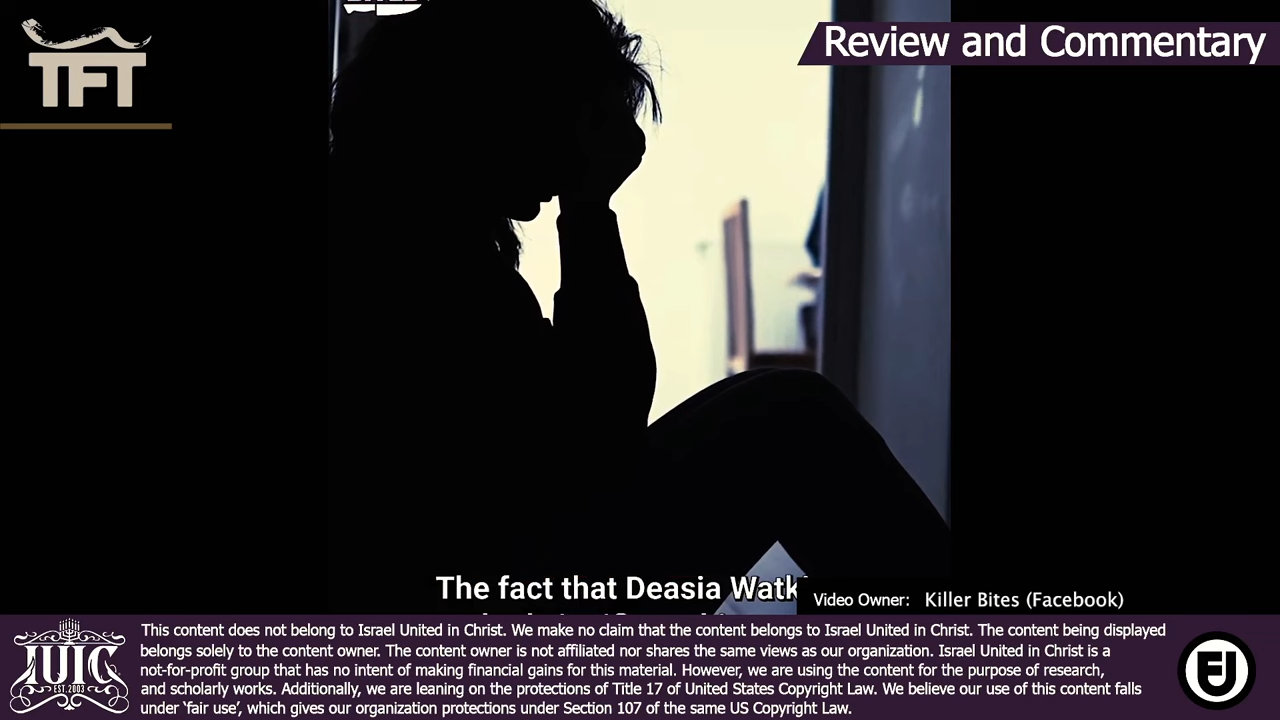 TFT
Review and Commentary
The fact that Deasia Watk
Video Owner: Killer Bites (Facebook)
IUIC
EST. 2003
This content does not belong to Israel United in Christ. We make no claim that the content belongs to Israel United in Christ. The content being displayed
belongs solely to the content owner. The content owner is not affiliated nor shares the same views as our organization. Israel United in Christ is a
not-for-profit group that has no intent of making financial gains for this material. However, we are using the content for the purpose of research,
and scholarly works. Additionally, we are leaning on the protections of Title 17 of United States Copyright Law. We believe our use of this content falls
under ‘fair use’, which gives our organization protections under Section 107 of the same US Copyright Law.